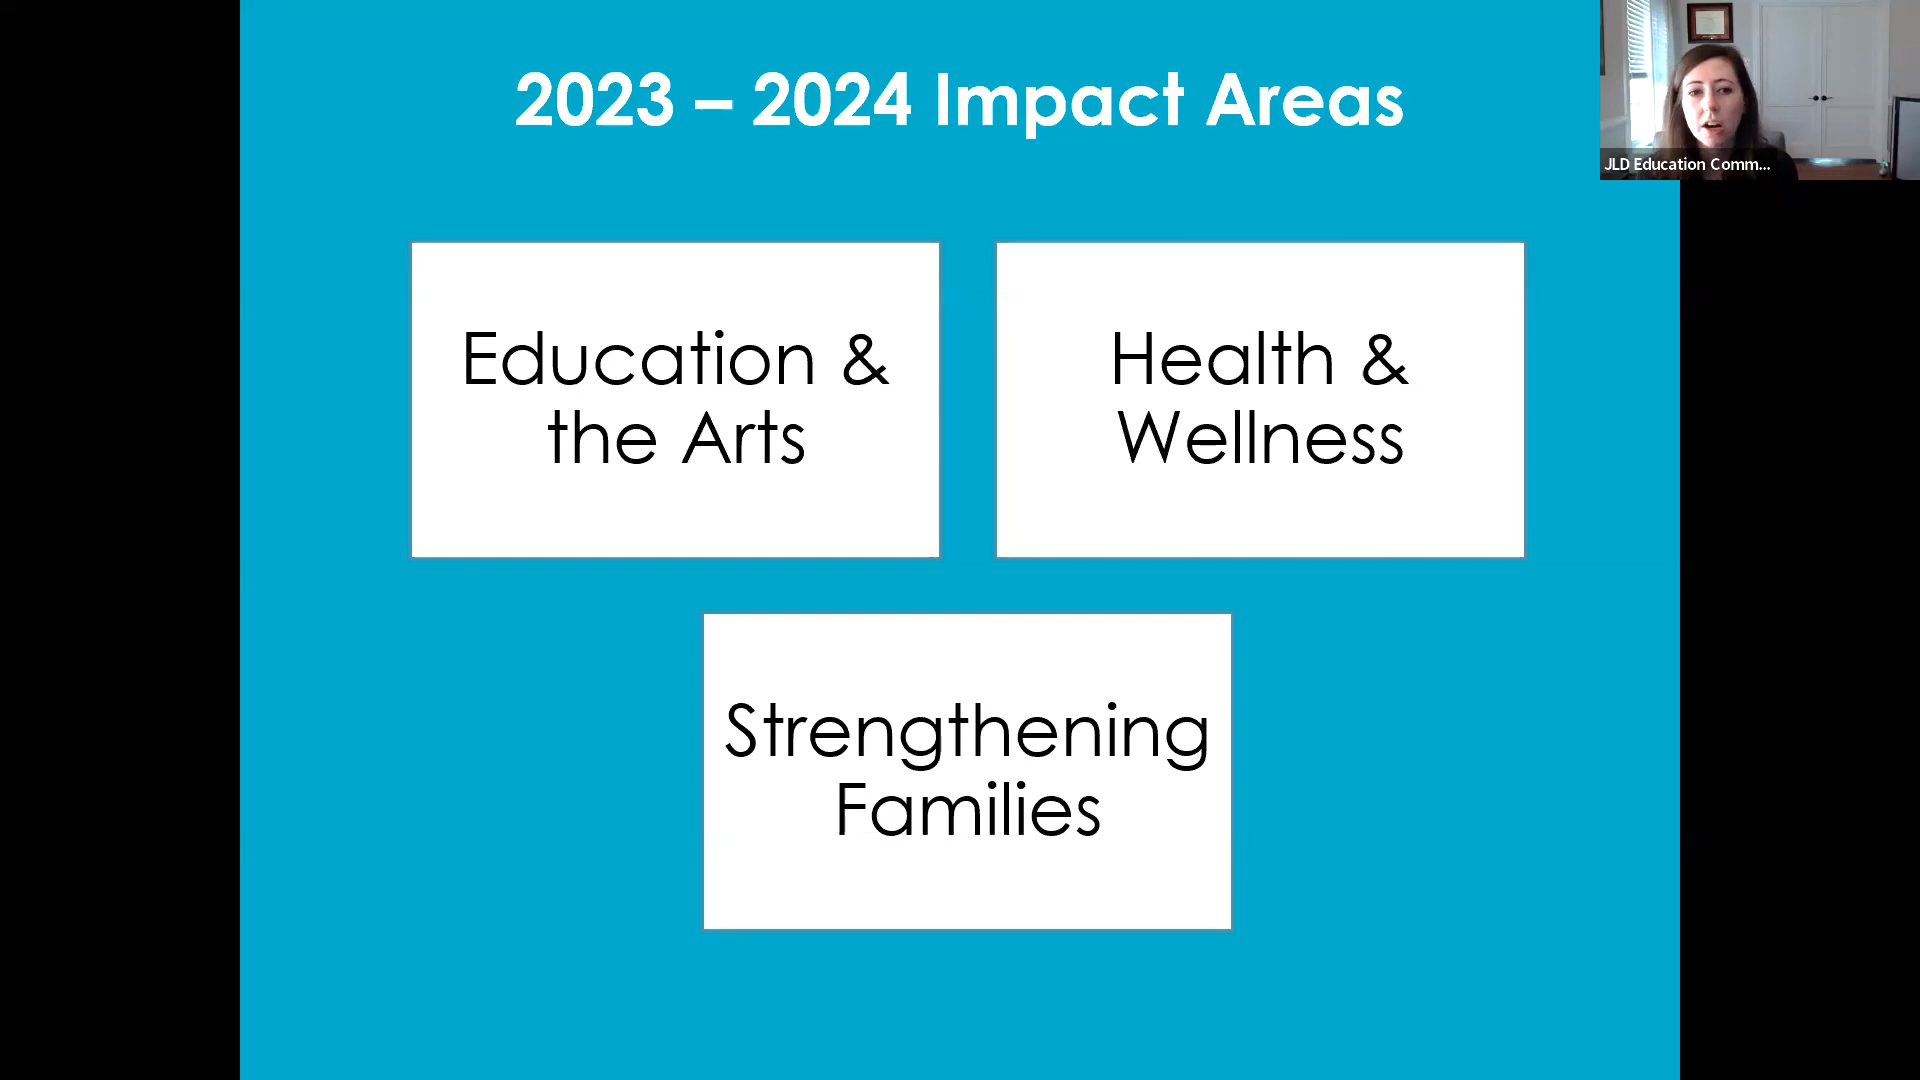 2023 – 2024 Impact Areas
JLD Education Comm...
Education &
the Arts
Health &
Wellness
Strengthening
Families